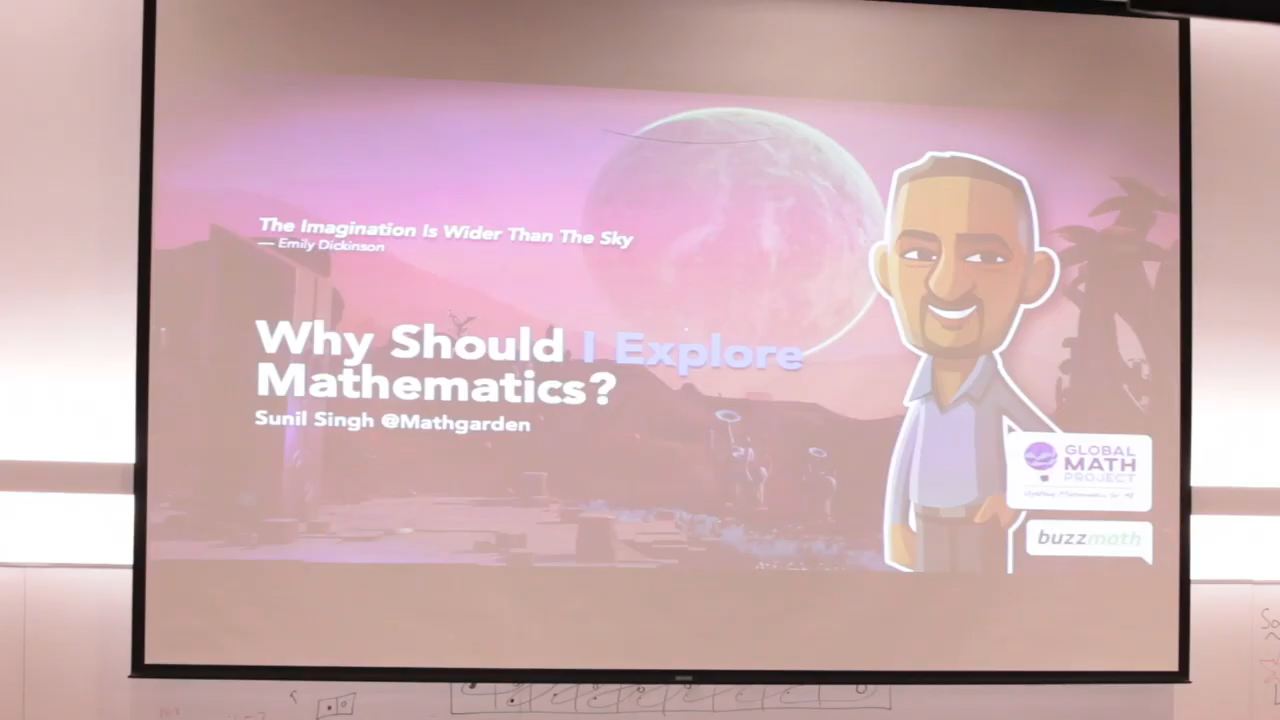 The Imagination Is Wider Than The Sky
— Emily Dickinson
Why Should I Explore
Mathematics?
Sunil Singh @Mathgarden
GLOBAL
MATH
PROJECT
buzzmath